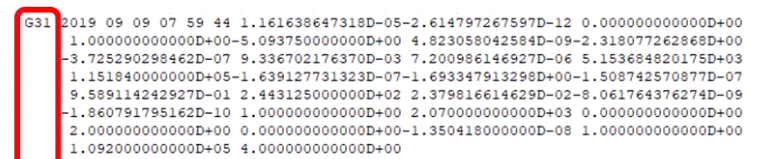 G31 2019 09 09 07 59 44 1.161638647318D-05-2.614797267597D-12 0.000000000000D+00
1.000000000000D+00-5.093750000000D+00 4.823058042584D-09-2.318077262868D+00
-3.725290298462D-07 9.336702176370D-03 7.200986146927D-06 5.153684820175D+03
1.151840000000D+05-1.639127731323D-07-1.693347913298D+00-1.508742570877D-07
9.589114242927D-01 2.443125000000D+02 2.379816614629D-02-8.061764376274D-09
-1.860791795162D-10 1.000000000000D+00 2.070000000000D+03 0.000000000000D+00
2.000000000000D+00 0.000000000000D+00-1.350418000000D-08 1.000000000000D+00
1.092000000000D+05 4.000000000000D+00